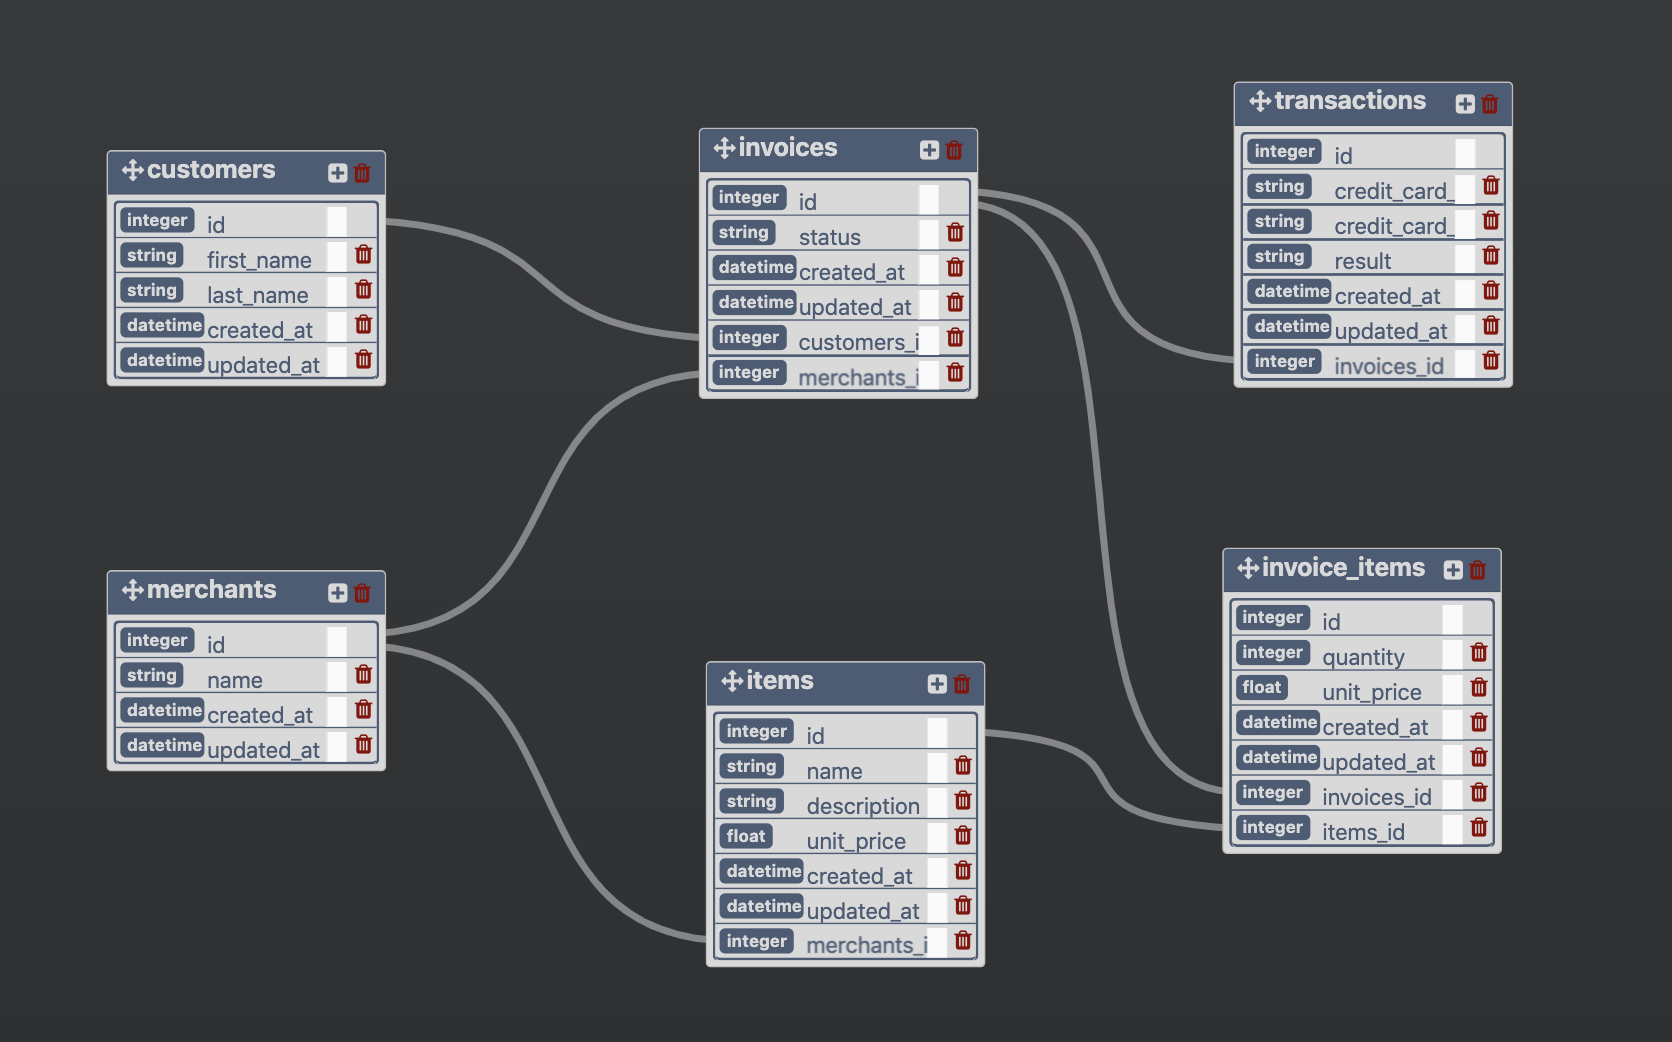 customers
integer id
string first_name
string last_name
datetime created_at
datetime updated_at
invoices
integer id
string status
datetime created_at
datetime updated_at
integer customers_i
integer merchants_i
transactions
integer id
string credit_card_
string credit_card_
string result
datetime created_at
datetime updated_at
integer invoices_id
merchants
integer id
string name
datetime created_at
datetime updated_at
items
integer id
string name
string description
float unit_price
datetime created_at
datetime updated_at
integer merchants_i
invoice_items
integer id
integer quantity
float unit_price
datetime created_at
datetime updated_at
integer invoices_id
integer items_id